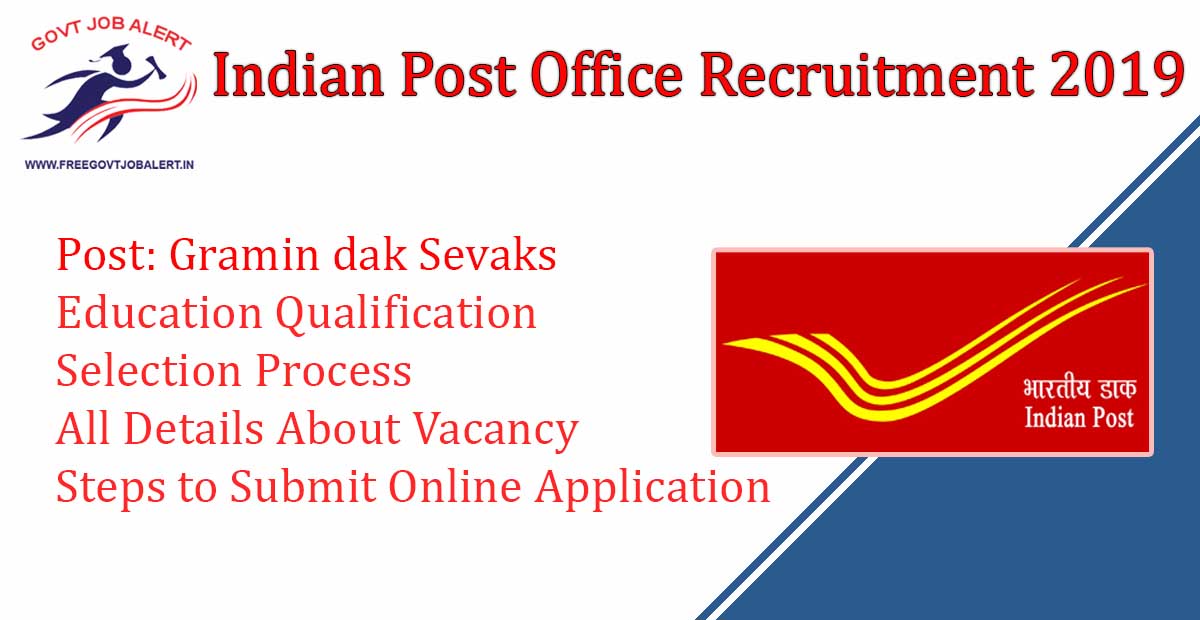 GOVT JOB ALERT
WWW.FREEGOVTJOBALERT.IN
Indian Post Office Recruitment 2019
Post: Gramin dak Sevaks
Education Qualification
Selection Process
All Details About Vacancy
Steps to Submit Online Application
भारतीय डाक
Indian Post